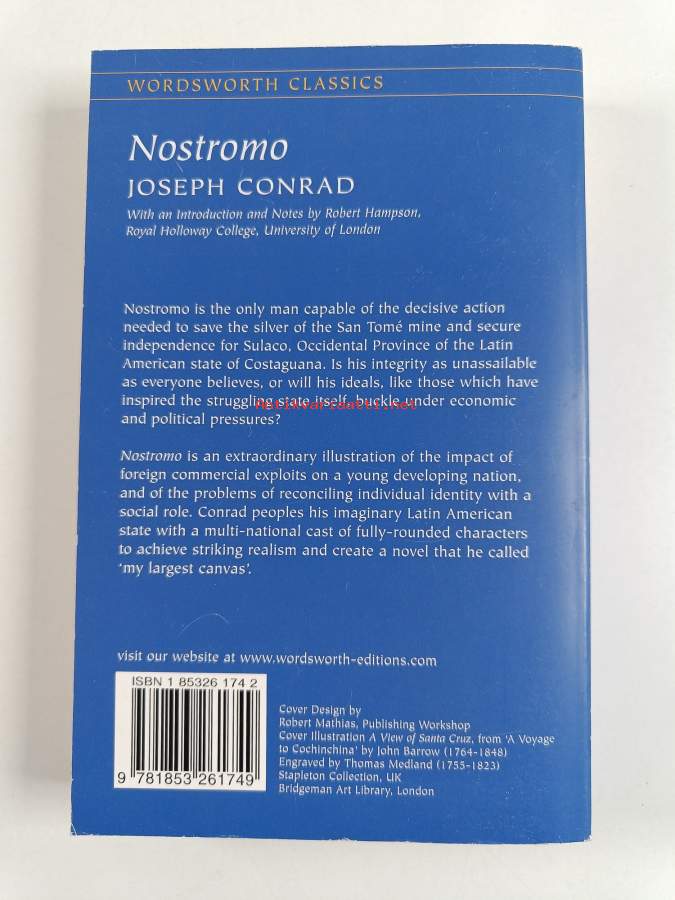 WORDSWORTH CLASSICS
Nostromo
JOSEPH CONRAD
With an Introduction and Notes by Robert Hampson,
Royal Holloway College, University of London
Nostromo is the only man capable of the decisive action
needed to save the silver of the San Tomé mine and secure
independence for Sulaco, Occidental Province of the Latin
American state of Costaguana. Is his integrity as unassailable
as everyone believes, or will his ideals, like those which have
inspired the struggling state itself, buckle under economic
Antikvariaatti.net
and political pressures?
Nostromo is an extraordinary illustration of the impact of
foreign commercial exploits on a young developing nation,
and of the problems of reconciling individual identity with a
social role. Conrad peoples his imaginary Latin American
state with a multi-national cast of fully-rounded characters
to achieve striking realism and create a novel that he called
'my largest canvas'.
visit our website at www.wordsworth-editions.com
ISBN 1 85326 174 2
9 781853 261749
Cover Design by
Robert Mathias, Publishing Workshop
Cover Illustration A View of Santa Cruz, from 'A Voyage
to Cochinchina' by John Barrow (1764-1848)
Engraved by Thomas Medland (1755-1823)
Stapleton Collection, UK
Bridgeman Art Library, London